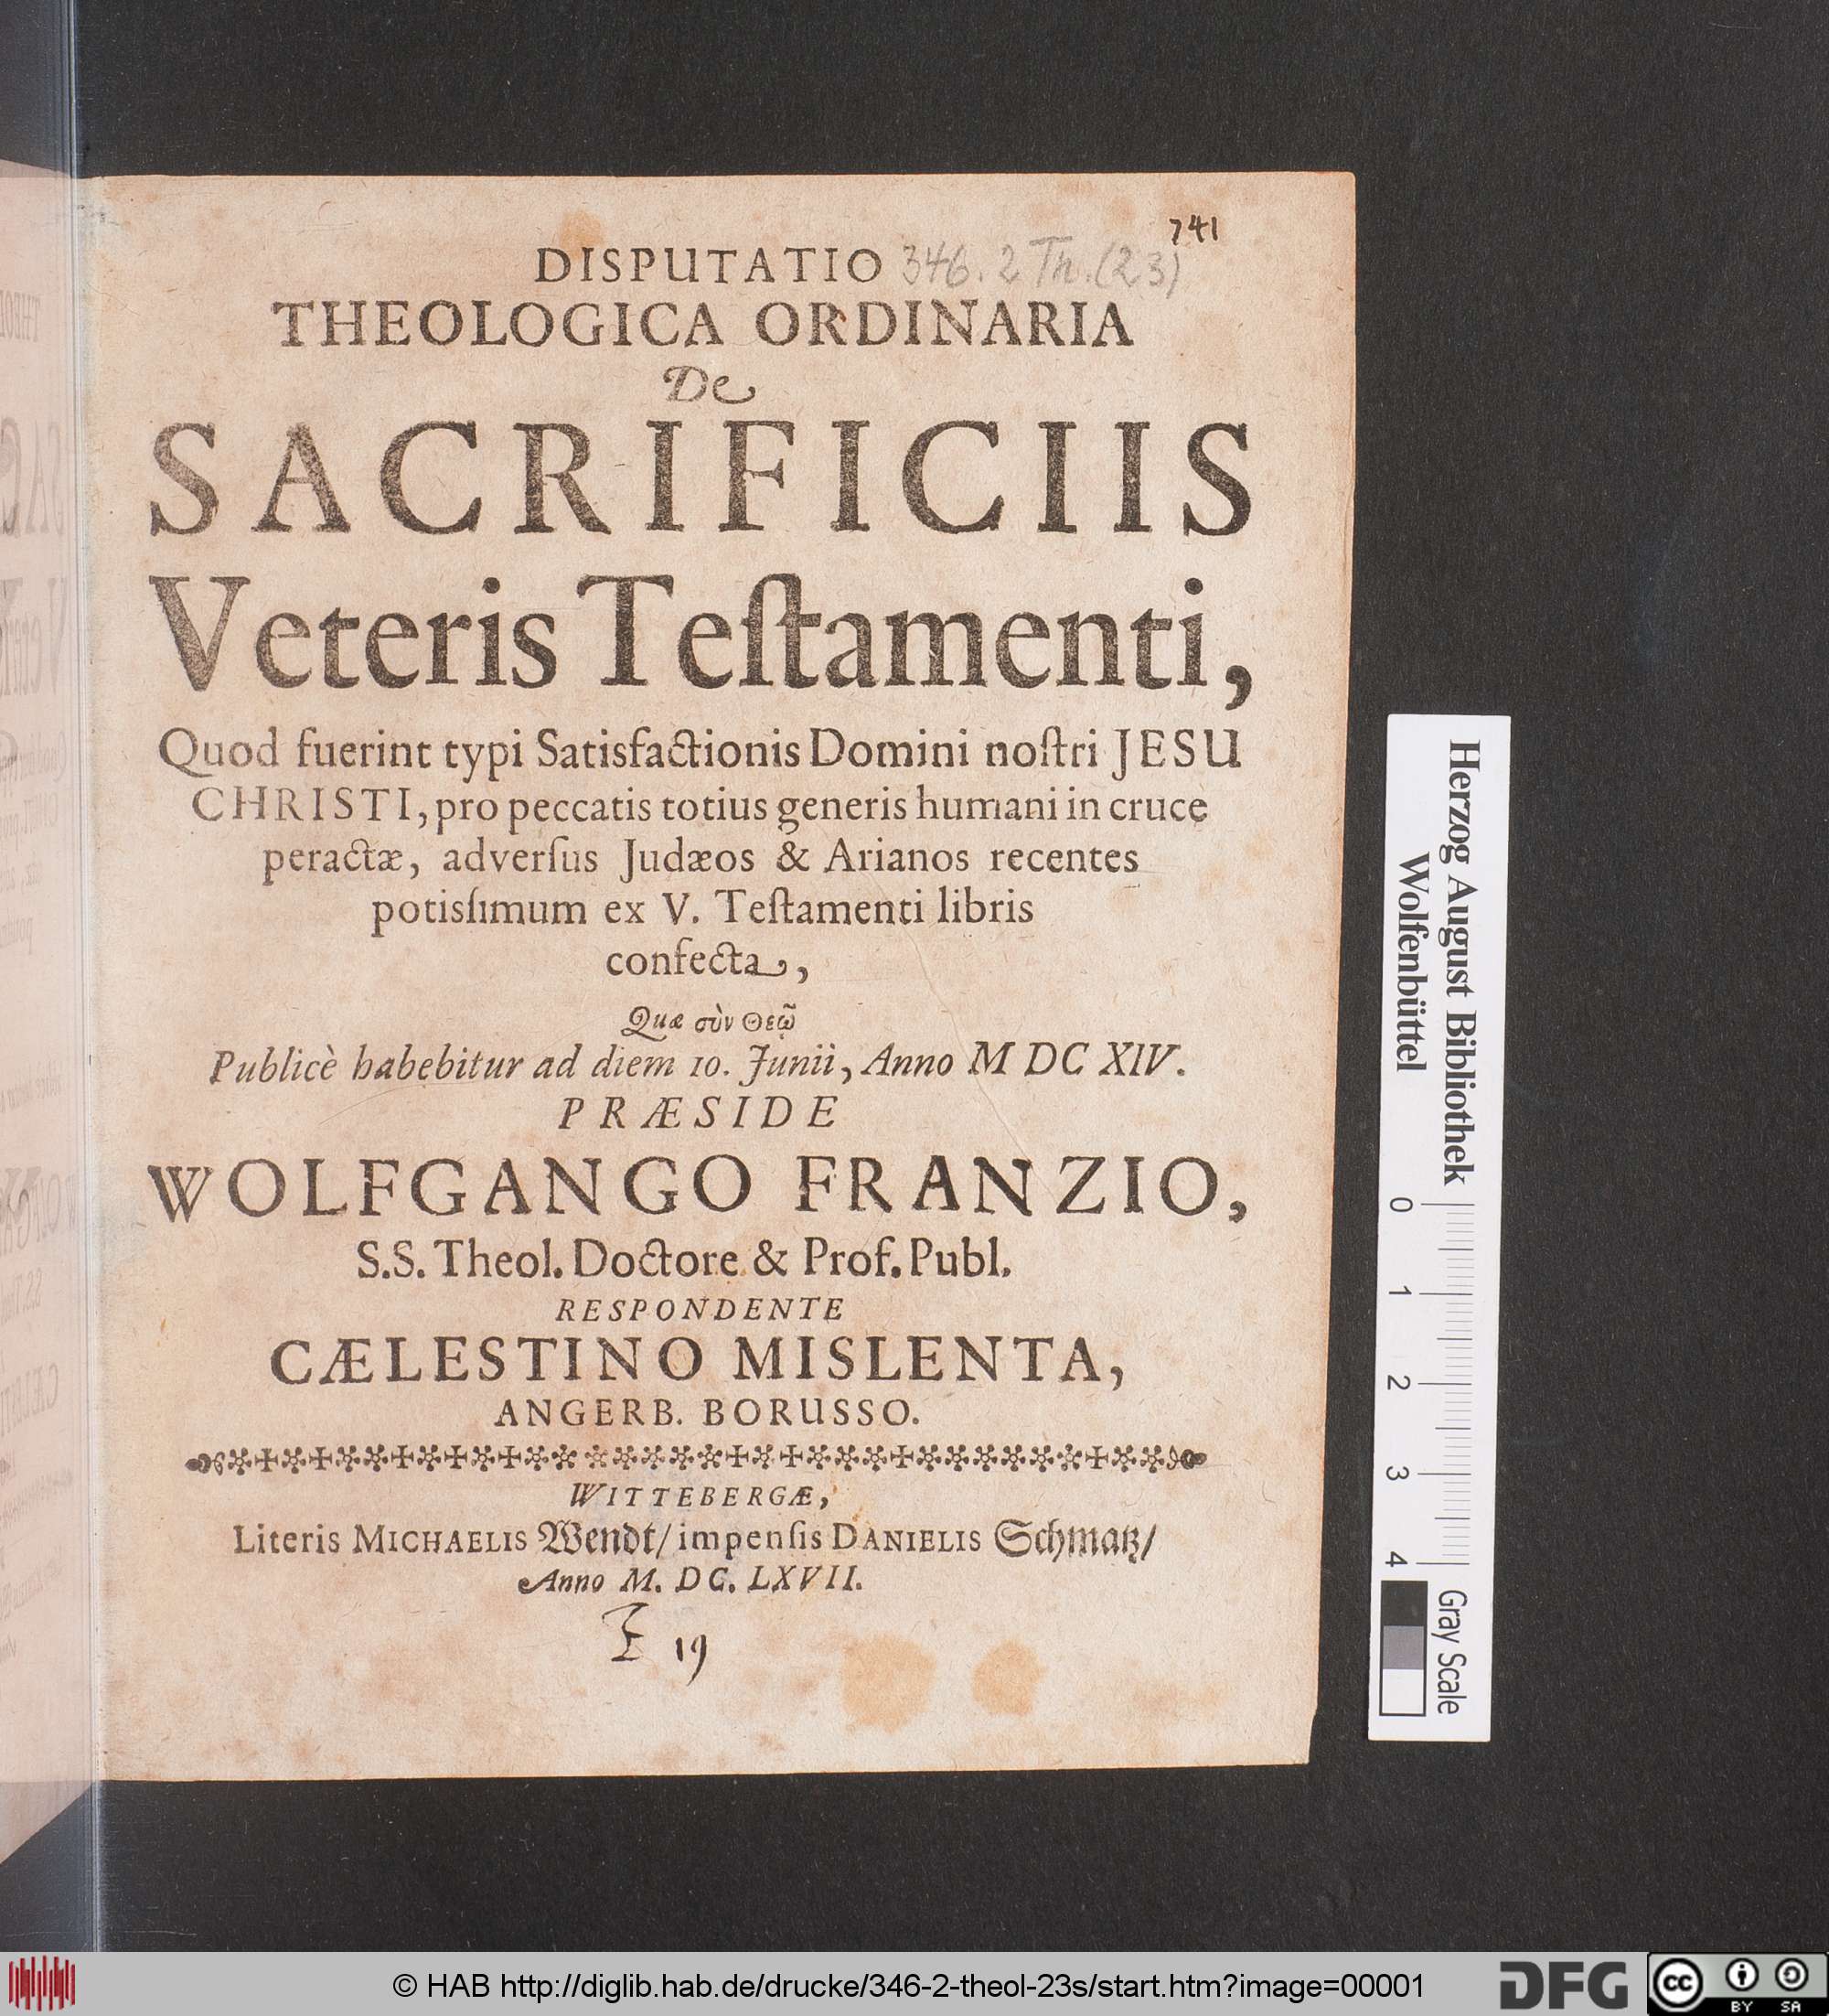 741
DISPUTATIO 346. 2 Th. (23)
THEOLOGICA ORDINARIA
De
SACRIFICIIS
Veteris Teſtamenti,
Quod fuerint typi Satisfactionis Domini noſtri JESU
CHRISTI, pro peccatis totius generis humani in cruce
peractæ, adverſus Judæos & Arianos recentes
potisſimum ex V. Teſtamenti libris
confecta,
Quæ σὺν Θεῷ
Publicè habebitur ad diem 10. Junii, Anno M DC XIV.
PRÆSIDE
WOLFGANGO FRANZIO,
S.S. Theol. Doctore & Prof. Publ.
RESPONDENTE
CÆLESTINO MISLENTA,
ANGERB. BORUSSO.
WITTEBERGÆ,
Literis MICHAELIS Wendt/ impenſis DANIELIS Schmatz/
Anno M. DC. LXVII.
19
Herzog August Bibliothek
Wolfenbüttel
0 1 2 3 4
Gray Scale
© HAB http://diglib.hab.de/drucke/346-2-theol-23s/start.htm?image=00001
DFG
cc BY SA